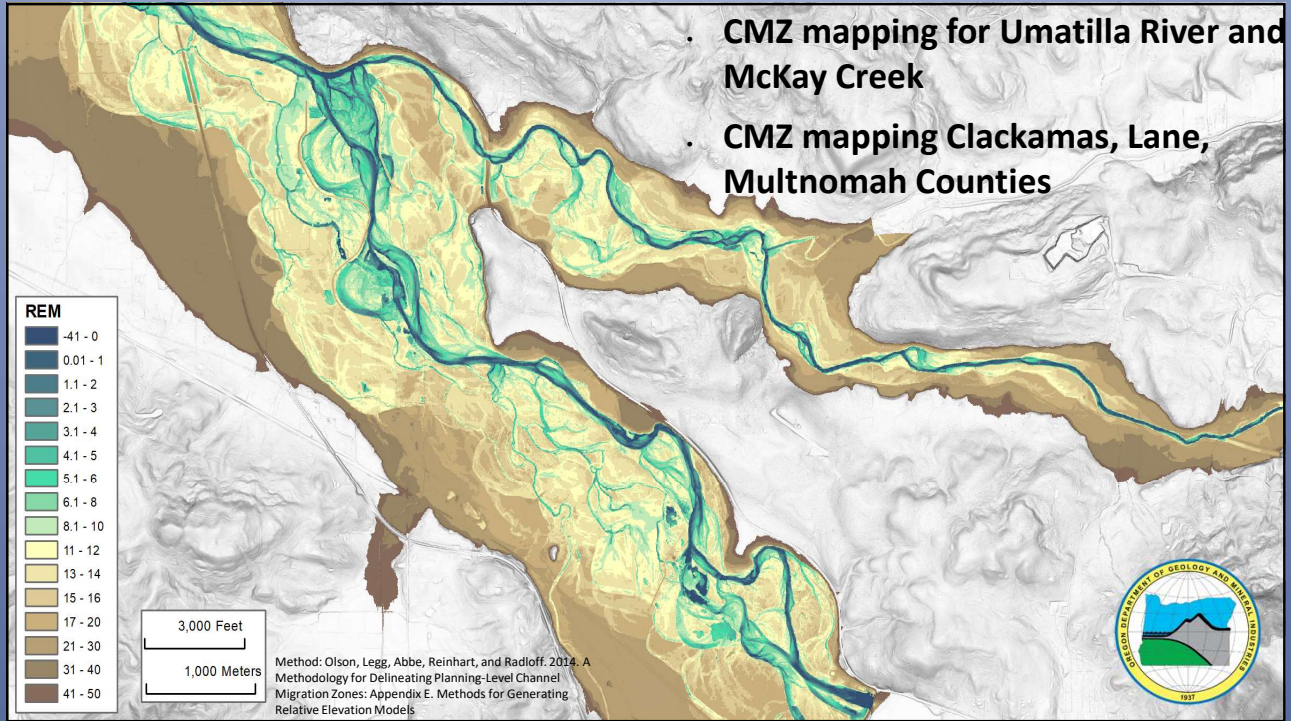 • CMZ mapping for Umatilla River and
McKay Creek
• CMZ mapping Clackamas, Lane,
Multnomah Counties
REM
-41 - 0
0.01 - 1
1.1 - 2
2.1 - 3
3.1 - 4
4.1 - 5
5.1 - 6
6.1 - 8
8.1 - 10
11 - 12
13 - 14
15 - 16
17 - 20
21 - 30
31 - 40
41 - 50
3,000 Feet
1,000 Meters
Method: Olson, Legg, Abbe, Reinhart, and Radloff. 2014. A
Methodology for Delineating Planning-Level Channel
Migration Zones: Appendix E. Methods for Generating
Relative Elevation Models
OREGON DEPARTMENT OF GEOLOGY AND MINERAL INDUSTRIES
1937